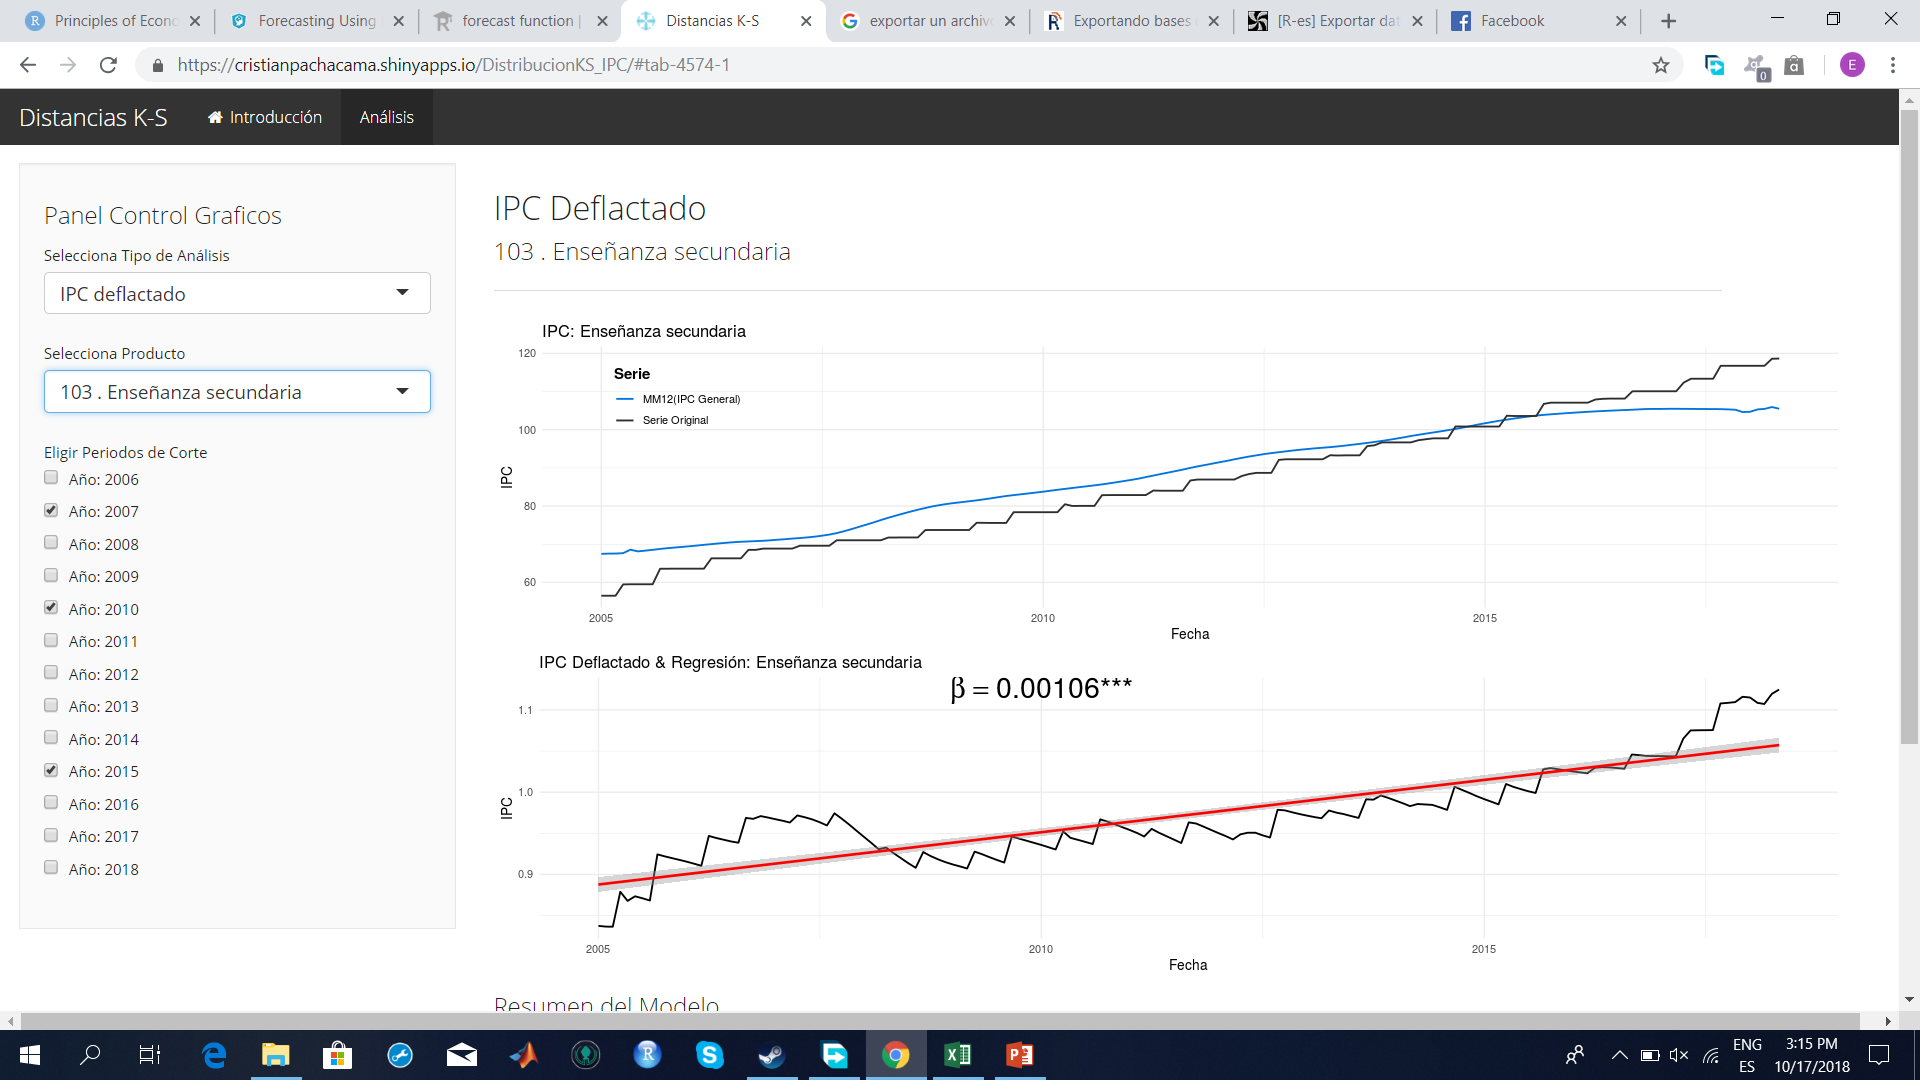 Principles of Econo
Forecasting Using
forecast function |
Distancias K-S
exportar un archivo
Exportando bases
[R-es] Exportar dat
Facebook
https://cristianpachacama.shinyapps.io/DistribucionKS_IPC/#tab-4574-1
0
E
Distancias K-S
Introducción
Análisis
Panel Control Graficos
Selecciona Tipo de Análisis
IPC deflactado
Selecciona Producto
103 . Enseñanza secundaria
Eligir Periodos de Corte
Año: 2006
Año: 2007
Año: 2008
Año: 2009
Año: 2010
Año: 2011
Año: 2012
Año: 2013
Año: 2014
Año: 2015
Año: 2016
Año: 2017
Año: 2018
IPC Deflactado
103 . Enseñanza secundaria
IPC: Enseñanza secundaria
120
100
80
60
IPC
Serie
MM12(IPC General)
Serie Original
2005
2010
2015
Fecha
IPC Deflactado & Regresión: Enseñanza secundaria
β = 0.00106***
1.1
1.0
0.9
IPC
2005
2010
2015
Fecha
Resumen del Modelo
ENG
ES
3:15 PM
10/17/2018